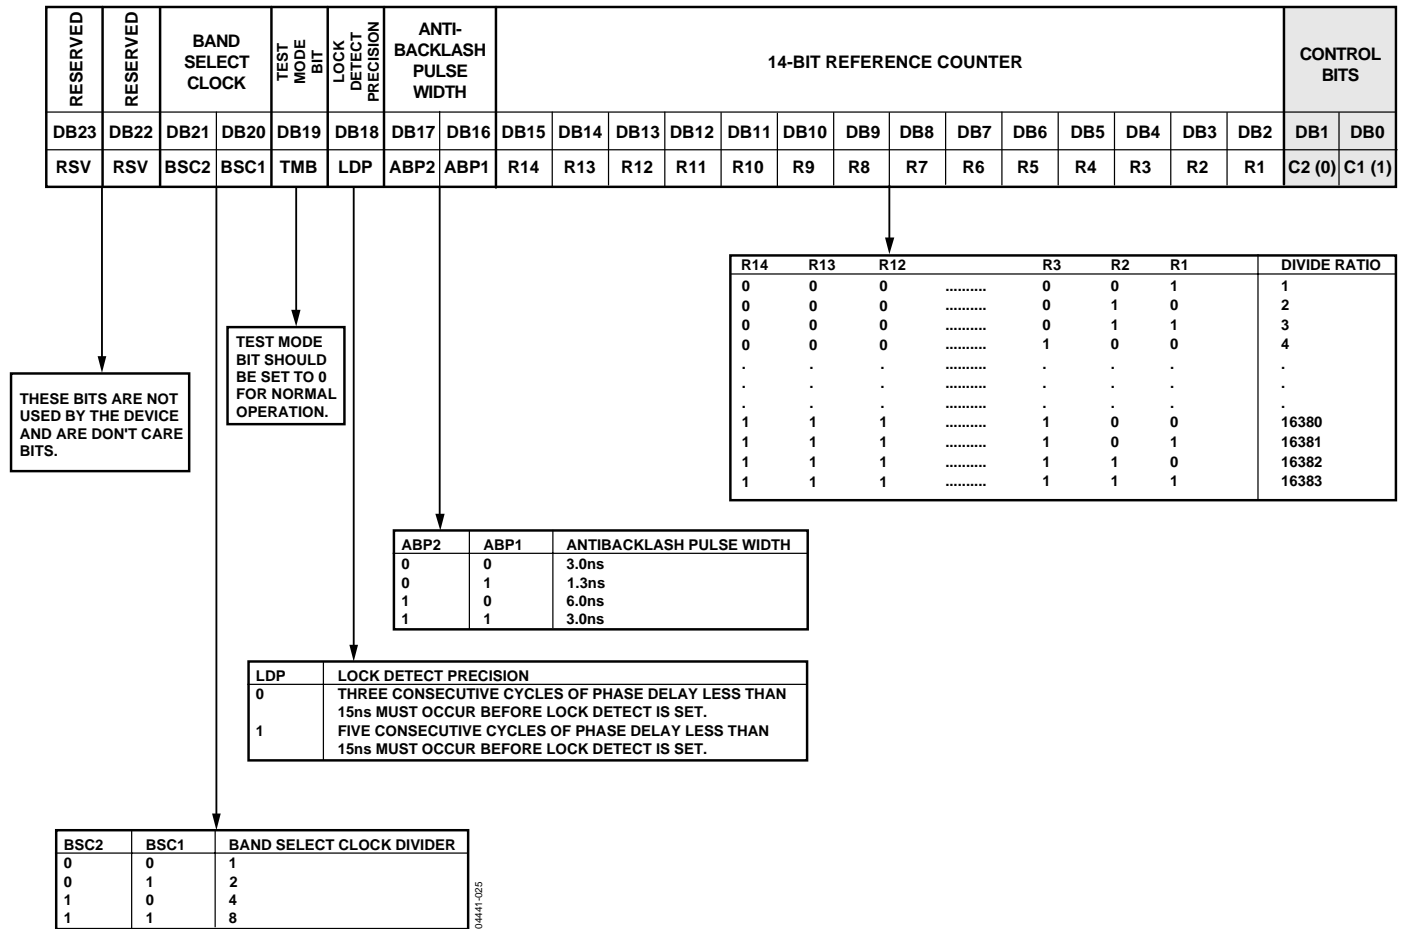 RESERVED
RESERVED
BAND
SELECT
CLOCK
TEST
MODE
BIT
LOCK
DETECT
PRECISION
ANTI-
BACKLASH
PULSE
WIDTH
14-BIT REFERENCE COUNTER
CONTROL
BITS
DB23 DB22 DB21 DB20 DB19 DB18 DB17 DB16 DB15 DB14 DB13 DB12 DB11 DB10 DB9 DB8 DB7 DB6 DB5 DB4 DB3 DB2 DB1 DB0
RSV RSV BSC2 BSC1 TMB LDP ABP2 ABP1 R14 R13 R12 R11 R10 R9 R8 R7 R6 R5 R4 R3 R2 R1 C2 (0) C1 (1)
R14 R13 R12 R3 R2 R1 DIVIDE RATIO
0 0 0 .......... 0 0 1 1
0 0 0 .......... 0 1 0 2
0 0 0 .......... 0 1 1 3
0 0 0 .......... 1 0 0 4
. . . .......... . . . .
. . . .......... . . . .
. . . .......... . . . .
1 1 1 .......... 1 0 0 16380
1 1 1 .......... 1 0 1 16381
1 1 1 .......... 1 1 0 16382
1 1 1 .......... 1 1 1 16383
TEST MODE
BIT SHOULD
BE SET TO 0
FOR NORMAL
OPERATION.
THESE BITS ARE NOT
USED BY THE DEVICE
AND ARE DON'T CARE
BITS.
ABP2 ABP1 ANTIBACKLASH PULSE WIDTH
0 0 3.0ns
0 1 1.3ns
1 0 6.0ns
1 1 3.0ns
LDP LOCK DETECT PRECISION
0 THREE CONSECUTIVE CYCLES OF PHASE DELAY LESS THAN
15ns MUST OCCUR BEFORE LOCK DETECT IS SET.
1 FIVE CONSECUTIVE CYCLES OF PHASE DELAY LESS THAN
15ns MUST OCCUR BEFORE LOCK DETECT IS SET.
BSC2 BSC1 BAND SELECT CLOCK DIVIDER
0 0 1
0 1 2
1 0 4
1 1 8
04441-025